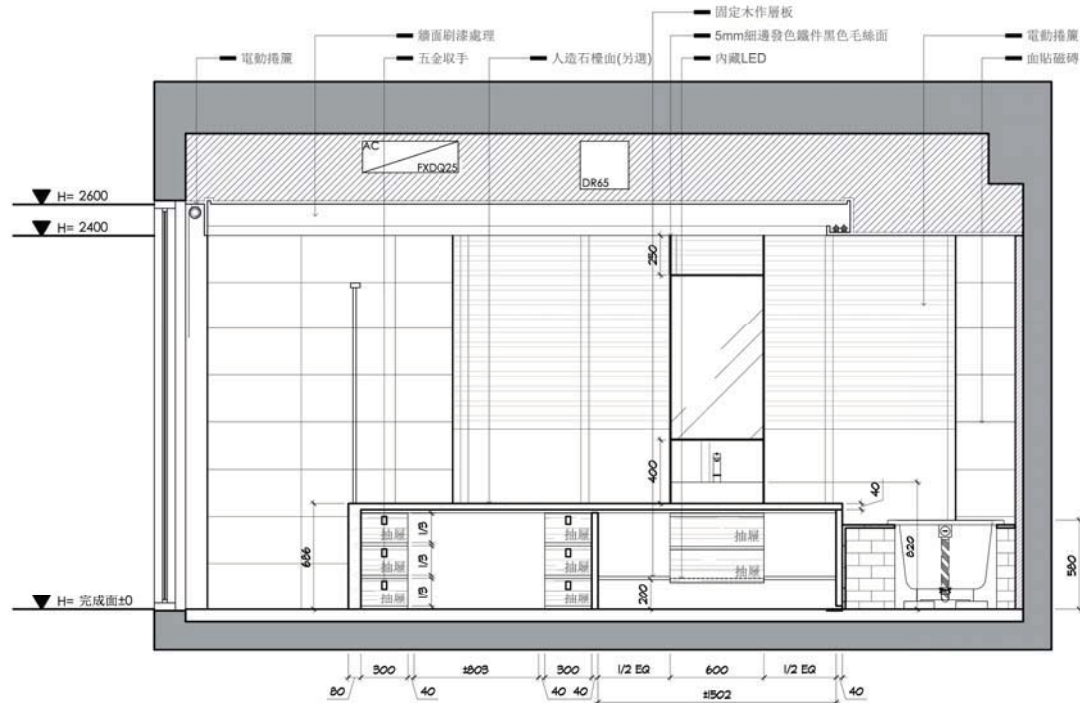 固定木作層板
牆面刷漆處理
5mm細邊發色鐵件黑色毛絲面
電動捲簾
電動捲簾
五金取手
人造石檯面(另選)
內藏LED
面貼磁磚
AC
FXDQ25
DR65
H= 2600
H= 2400
250
400
40
686
抽屜
1/3
抽屜
抽屜
抽屜
1/3
抽屜
抽屜
820
580
抽屜
1/3
抽屜
200
H= 完成面±0
300
±803
300
1/2 EQ
600
1/2 EQ
80
40
40 40
±1502
40